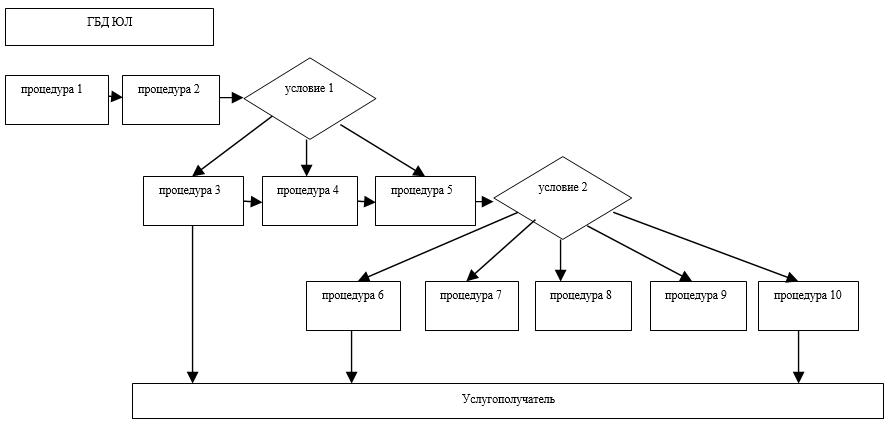 ГБД ЮЛ
процедура 1
процедура 2
условие 1
процедура 3
процедура 4
процедура 5
условие 2
процедура 6
процедура 7
процедура 8
процедура 9
процедура 10
Услугополучатель